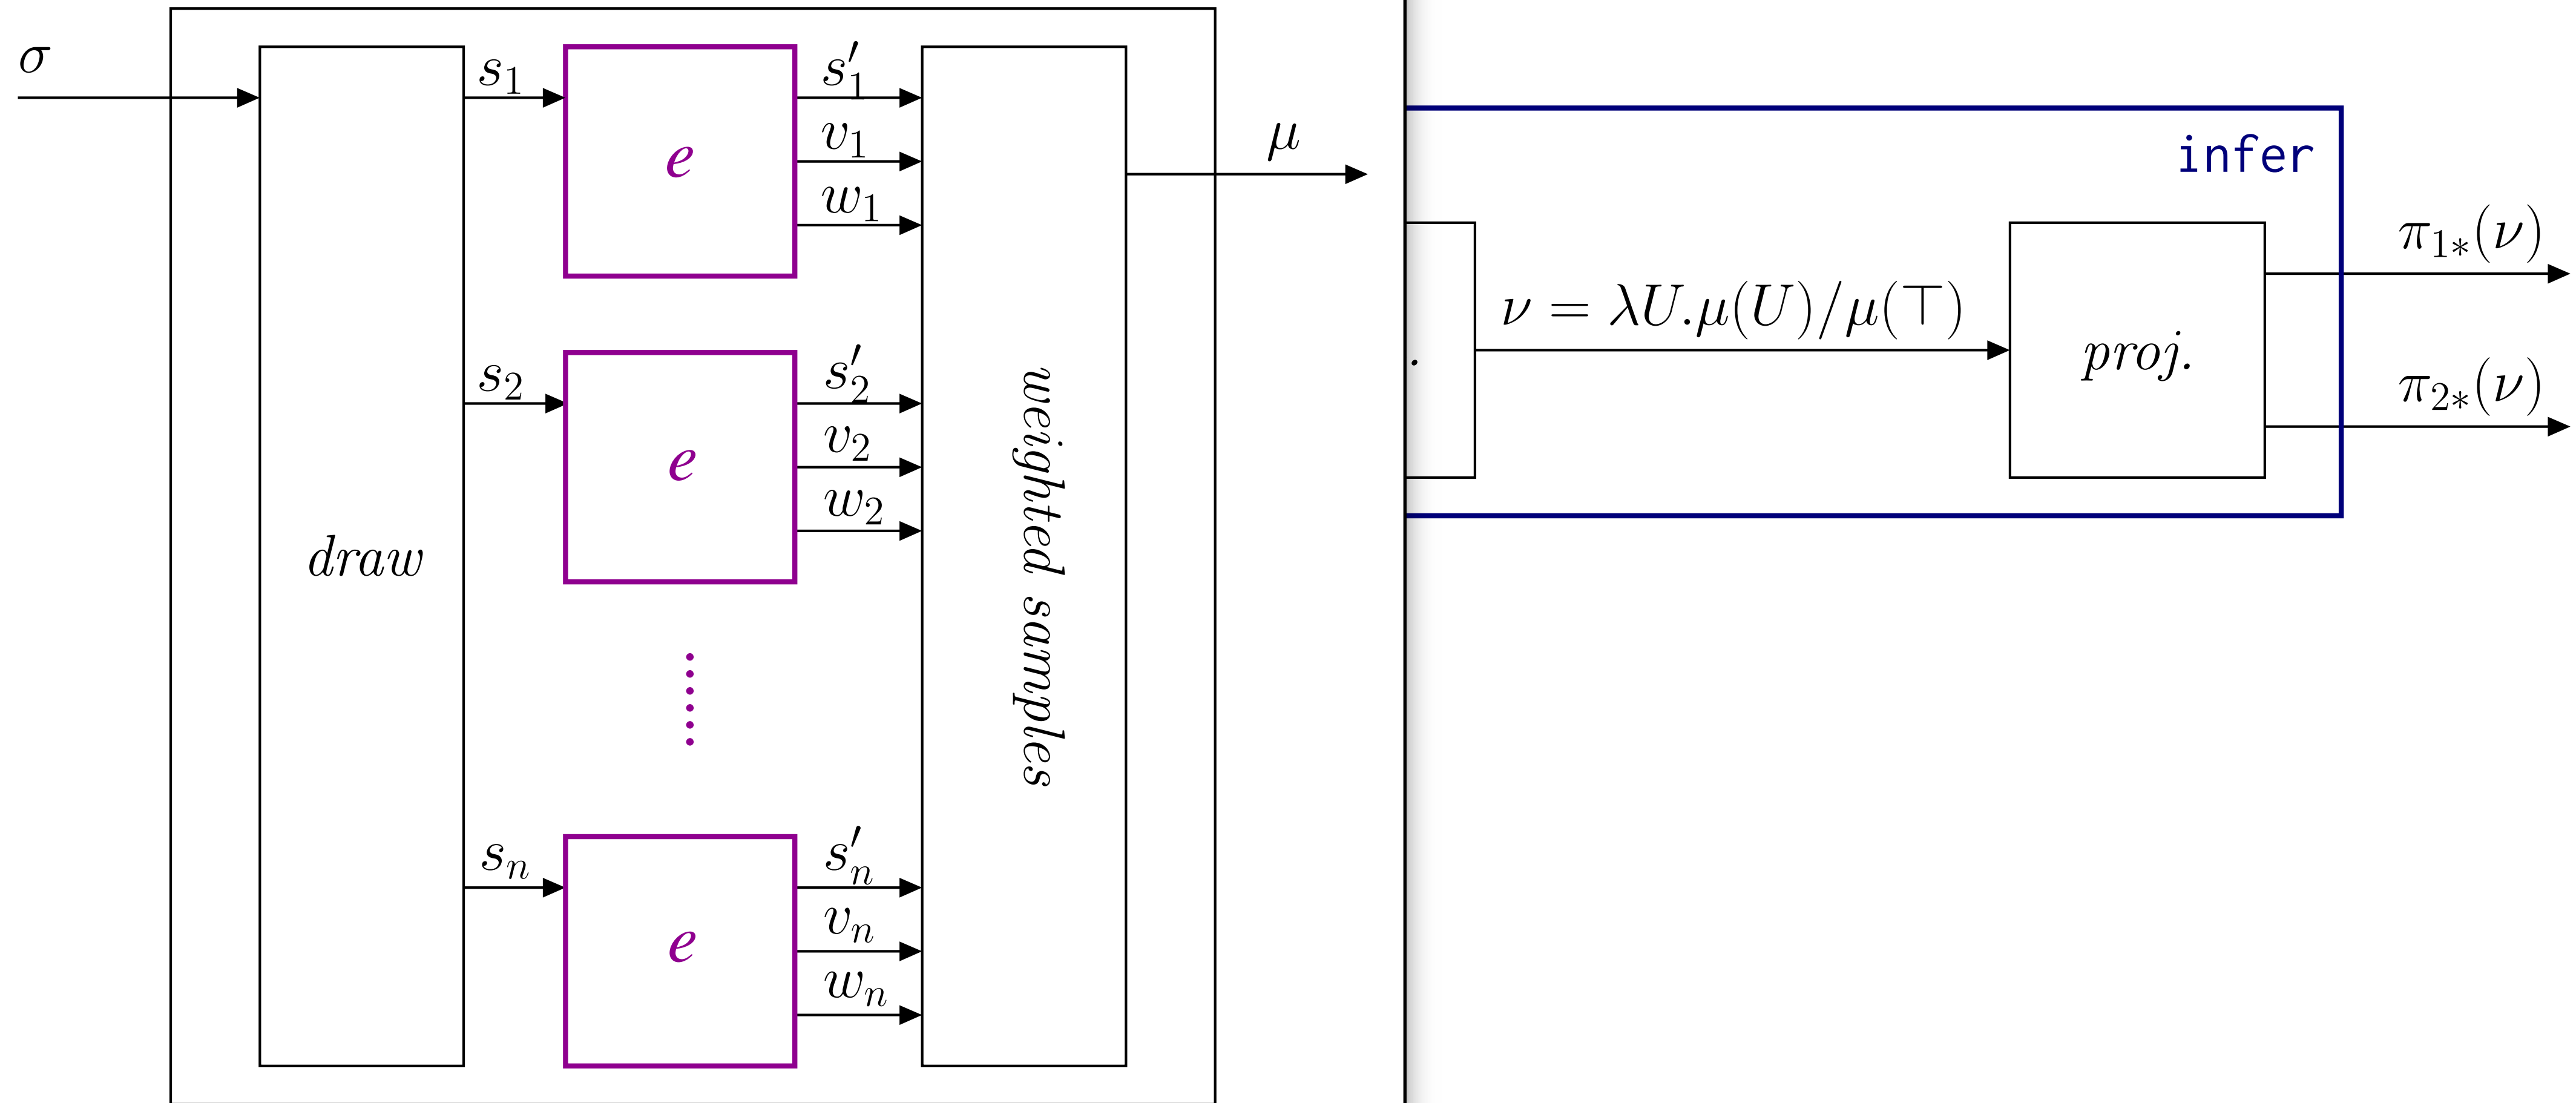 σ
s₁
e
s′₁
v₁
w₁
μ
s₂
e
s′₂
v₂
w₂
draw
weighted samples
sₙ
e
s′ₙ
vₙ
wₙ
infer
.
ν = λU.μ(U)/μ(⊤)
proj.
π₁∗(ν)
π₂∗(ν)